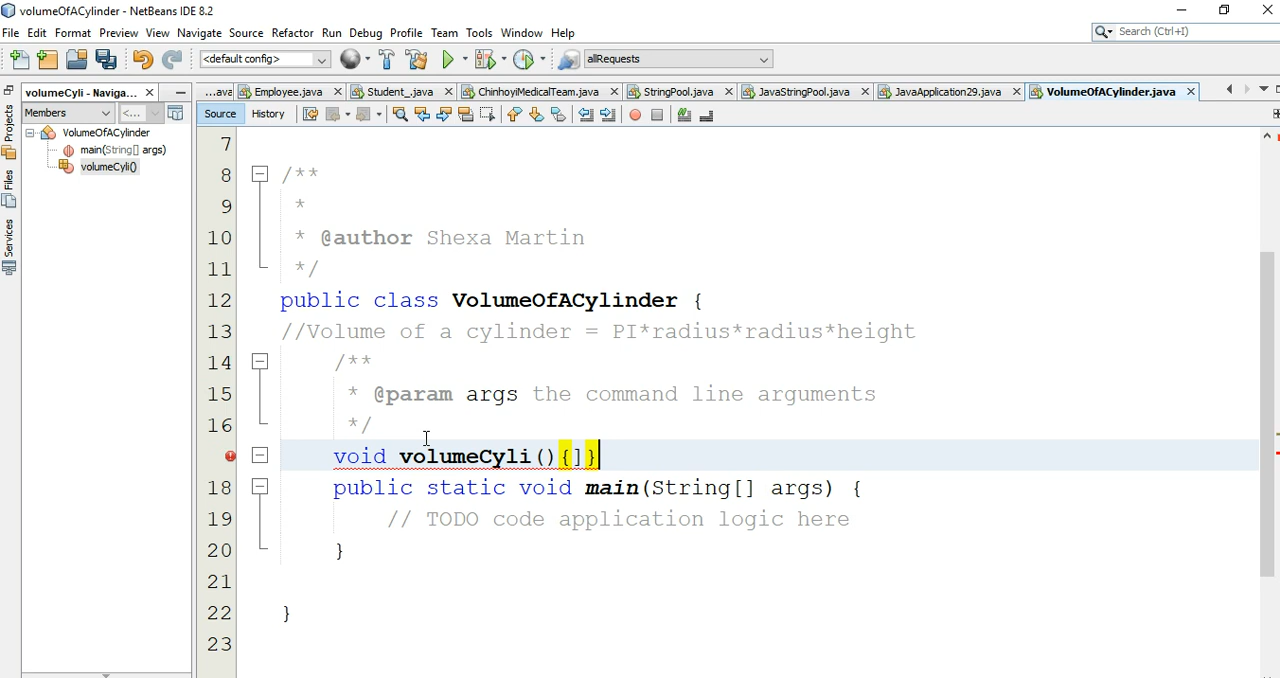 volumeOfACylinder - NetBeans IDE 8.2
File Edit Format Preview View Navigate Source Refactor Run Debug Profile Team Tools Window Help
Search (Ctrl+I)
<default config>
allRequests
volumeCyli - Naviga...
...ava Employee.java Student_.java ChinhoyiMedicalTeam.java StringPool.java JavaStringPool.java JavaApplication29.java VolumeOfACylinder.java
Members <...
Source History
Projects
Files
Services
VolumeOfACylinder
main(String[] args)
volumeCyli()
7
8 /**
9 *
10 * @author Shexa Martin
11 */
12 public class VolumeOfACylinder {
13 //Volume of a cylinder = PI*radius*radius*height
14 /**
15 * @param args the command line arguments
16 */
void volumeCyli(){]}
18 public static void main(String[] args) {
19 // TODO code application logic here
20 }
21
22 }
23